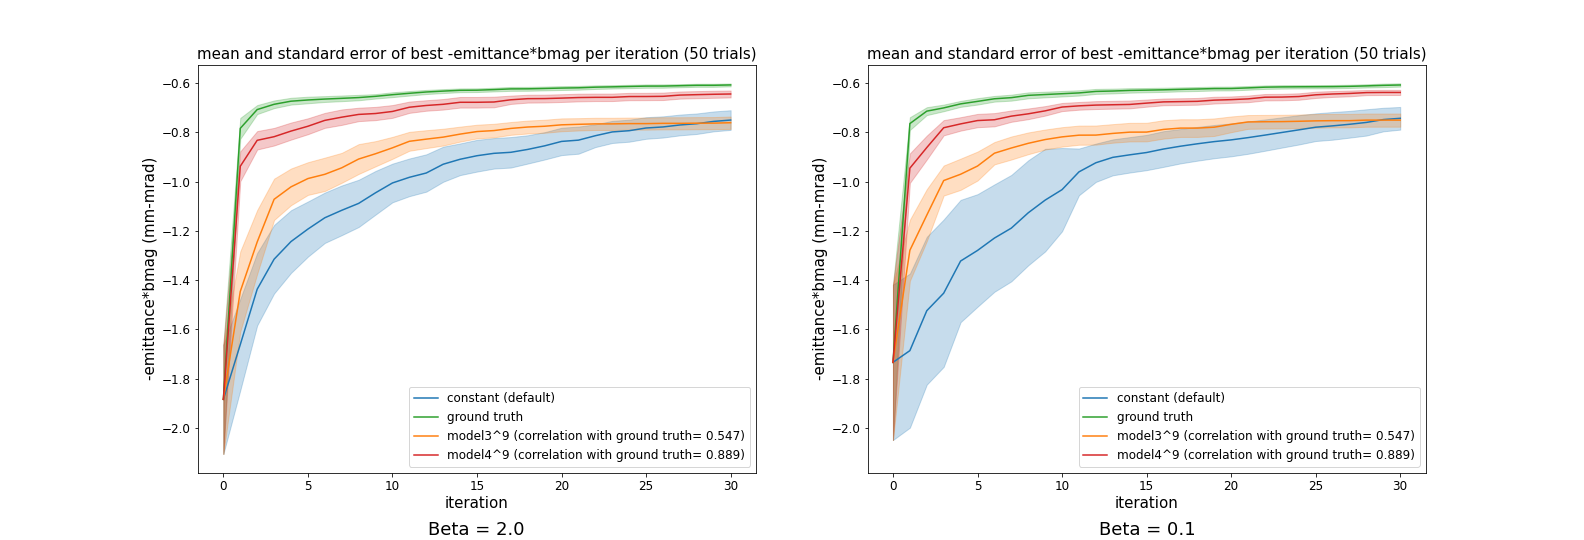 mean and standard error of best -emittance*bmag per iteration (50 trials)
-emittance*bmag (mm-mrad)
−0.6
−0.8
−1.0
−1.2
−1.4
−1.6
−1.8
−2.0
constant (default)
ground truth
model3^9 (correlation with ground truth= 0.547)
model4^9 (correlation with ground truth= 0.889)
0 5 10 15 20 25 30
iteration
Beta = 2.0
mean and standard error of best -emittance*bmag per iteration (50 trials)
-emittance*bmag (mm-mrad)
−0.6
−0.8
−1.0
−1.2
−1.4
−1.6
−1.8
−2.0
constant (default)
ground truth
model3^9 (correlation with ground truth= 0.547)
model4^9 (correlation with ground truth= 0.889)
0 5 10 15 20 25 30
iteration
Beta = 0.1